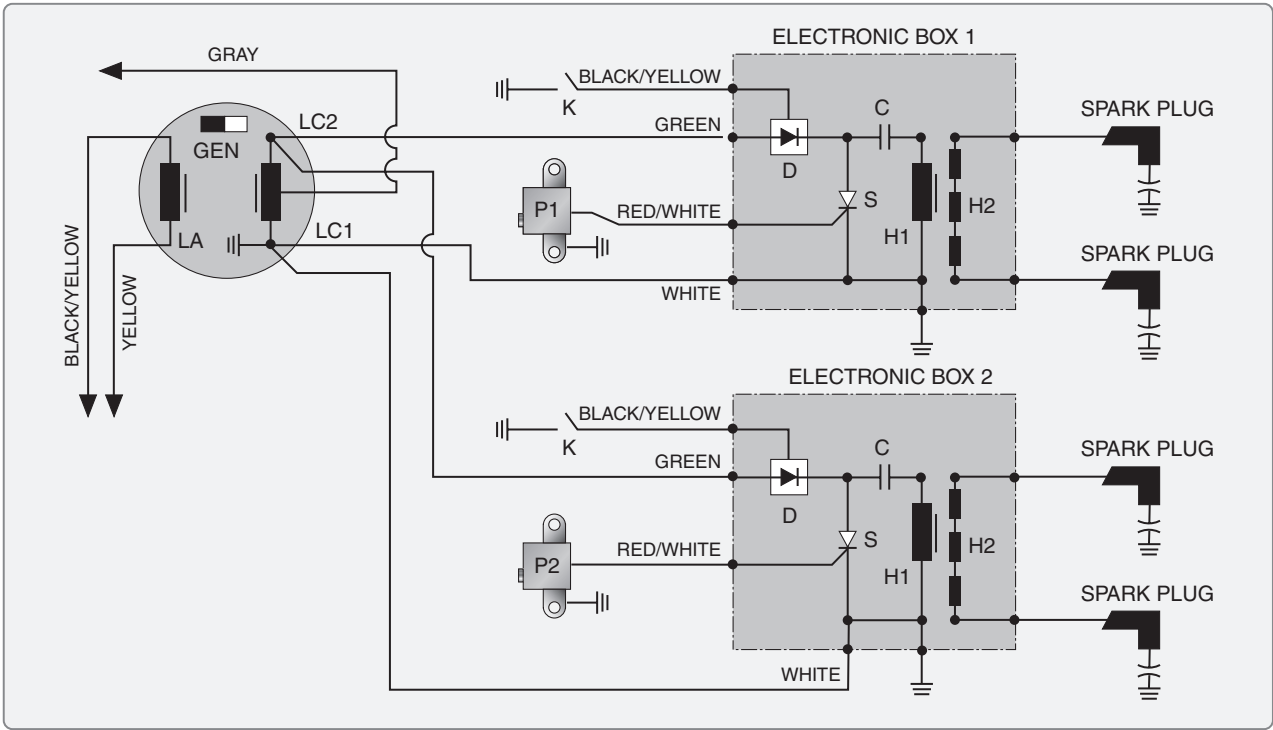 GRAY
GEN
LC2
LA
LC1
BLACK/YELLOW
YELLOW
ELECTRONIC BOX 1
BLACK/YELLOW
K
GREEN
D
C
P1
RED/WHITE
S
H1
H2
WHITE
SPARK PLUG
SPARK PLUG
ELECTRONIC BOX 2
BLACK/YELLOW
K
GREEN
D
C
P2
RED/WHITE
S
H1
H2
WHITE
SPARK PLUG
SPARK PLUG